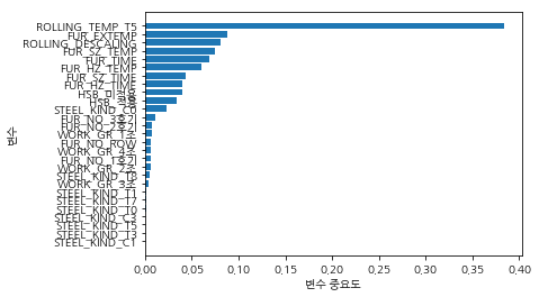 ROLLING_TEMP_T5
FUR_EXTEMP
ROLLING_DESCALING
FUR_SZ_TEMP
FUR_TIME
FUR_HZ_TEMP
FUR_SZ_TIME
FUR_HZ_TIME
HSB_미적용
HSB_적용
STEEL_KIND_C0
FUR_NO_3호기
FUR_NO_2호기
WORK_GR_1조
FUR_NO_ROW
WORK_GR_4조
FUR_NO_1호기
WORK_GR_2조
STEEL_KIND_T8
WORK_GR_3조
STEEL_KIND_T1
STEEL_KIND_T7
STEEL_KIND_T0
STEEL_KIND_C3
STEEL_KIND_T5
STEEL_KIND_T3
STEEL_KIND_C1
변수
0.00 0.05 0.10 0.15 0.20 0.25 0.30 0.35 0.40
변수 중요도